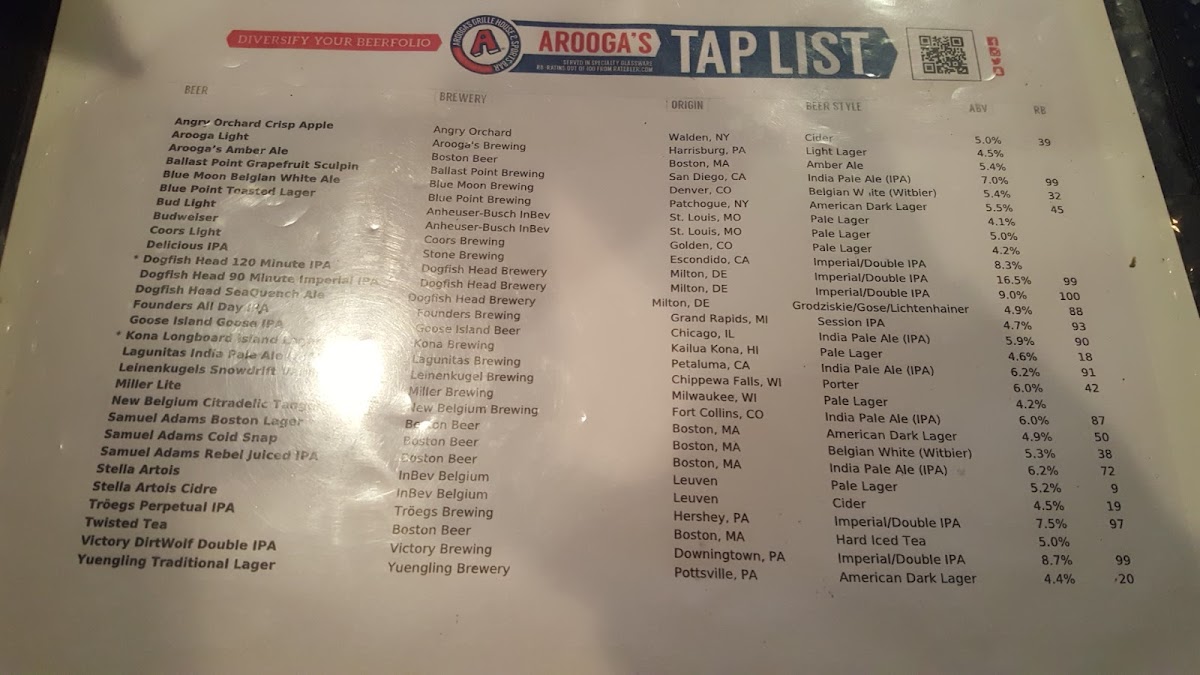 DIVERSIFY YOUR BEERFOLIO
AROOGA'S GRILLE HOUSE & SPORTS BAR
A
AROOGA'S TAP LIST
SERVED IN SPECIALTY GLASSWARE
RB-RATING OUT OF 100 FROM RATEBEER.COM
BEER BREWERY ORIGIN BEER STYLE ABV RB
Angry Orchard Crisp Apple Angry Orchard Walden, NY Cider 5.0% 39
Arooga Light Arooga's Brewing Harrisburg, PA Light Lager 4.5%
Arooga's Amber Ale Boston Beer Boston, MA Amber Ale 5.4%
Ballast Point Grapefruit Sculpin Ballast Point Brewing San Diego, CA India Pale Ale (IPA) 7.0% 99
Blue Moon Belgian White Ale Blue Moon Brewing Denver, CO Belgian White (Witbier) 5.4% 32
Blue Point Toasted Lager Blue Point Brewing Patchogue, NY American Dark Lager 5.5% 45
Bud Light Anheuser-Busch InBev St. Louis, MO Pale Lager 4.1%
Budweiser Anheuser-Busch InBev St. Louis, MO Pale Lager 5.0%
Coors Light Coors Brewing Golden, CO Pale Lager 4.2%
Delicious IPA Stone Brewing Escondido, CA Imperial/Double IPA 8.3%
* Dogfish Head 120 Minute IPA Dogfish Head Brewery Milton, DE Imperial/Double IPA 16.5% 99
Dogfish Head 90 Minute Imperial IPA Dogfish Head Brewery Milton, DE Imperial/Double IPA 9.0% 100
Dogfish Head SeaQuench Ale Dogfish Head Brewery Milton, DE Grodziskie/Gose/Lichtenhainer 4.9% 88
Founders All Day IPA Founders Brewing Grand Rapids, MI Session IPA 4.7% 93
Goose Island Goose IPA Goose Island Beer Chicago, IL India Pale Ale (IPA) 5.9% 90
* Kona Longboard Island Kona Brewing Kailua Kona, HI Pale Lager 4.6% 18
Lagunitas India Pale Ale Lagunitas Brewing Petaluma, CA India Pale Ale (IPA) 6.2% 91
Leinenkugels Snowdrift Leinenkugel Brewing Chippewa Falls, WI Porter 6.0% 42
Miller Lite Miller Brewing Milwaukee, WI Pale Lager 4.2%
New Belgium Citradelic New Belgium Brewing Fort Collins, CO India Pale Ale (IPA) 6.0% 87
Samuel Adams Boston Lager Boston Beer Boston, MA American Dark Lager 4.9% 50
Samuel Adams Cold Snap Boston Beer Boston, MA Belgian White (Witbier) 5.3% 38
Samuel Adams Rebel Juiced IPA Boston Beer Boston, MA India Pale Ale (IPA) 6.2% 72
Stella Artois InBev Belgium Leuven Pale Lager 5.2% 9
Stella Artois Cidre InBev Belgium Leuven Cider 4.5% 19
Tröegs Perpetual IPA Tröegs Brewing Hershey, PA Imperial/Double IPA 7.5% 97
Twisted Tea Boston Beer Boston, MA Hard Iced Tea 5.0%
Victory DirtWolf Double IPA Victory Brewing Downingtown, PA Imperial/Double IPA 8.7% 99
Yuengling Traditional Lager Yuengling Brewery Pottsville, PA American Dark Lager 4.4% 20